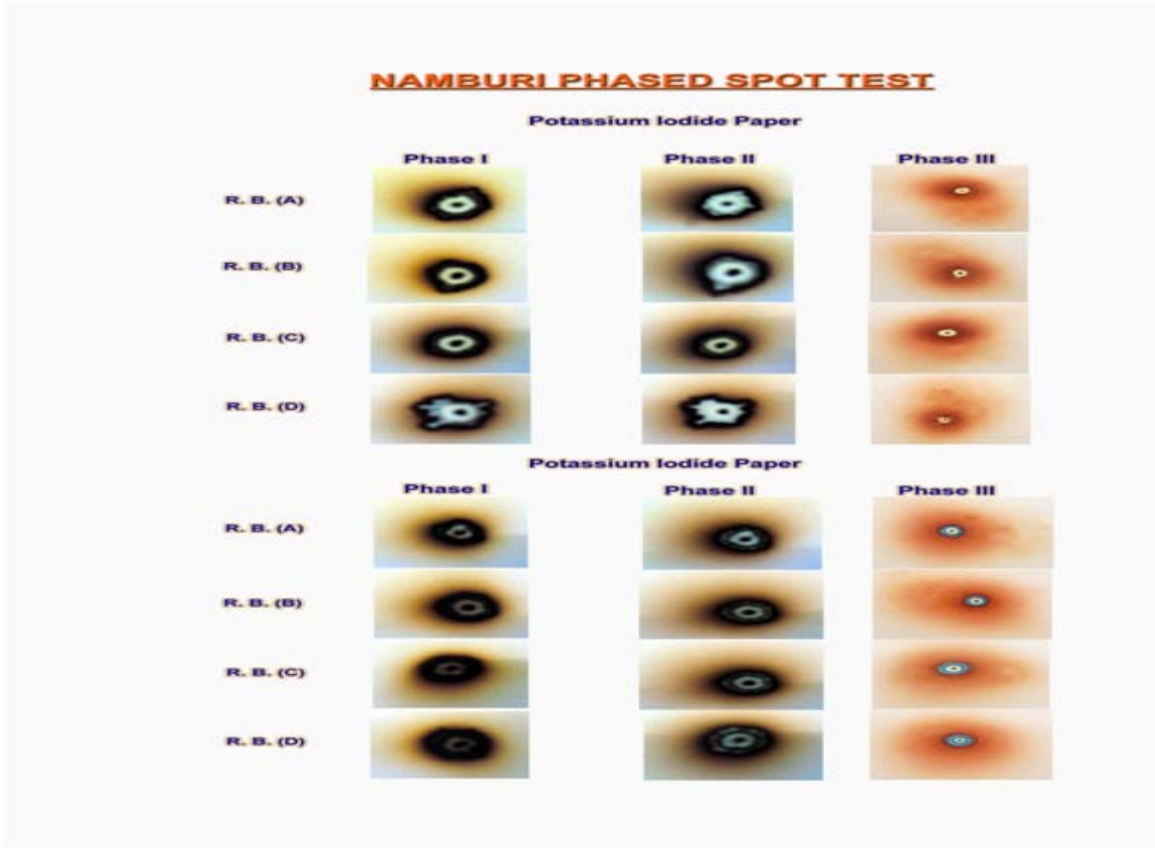 NAMBURI PHASED SPOT TEST
Potassium Iodide Paper
Phase I Phase II Phase III
R. B. (A)
R. B. (B)
R. B. (C)
R. B. (D)
Potassium Iodide Paper
Phase I Phase II Phase III
R. B. (A)
R. B. (B)
R. B. (C)
R. B. (D)